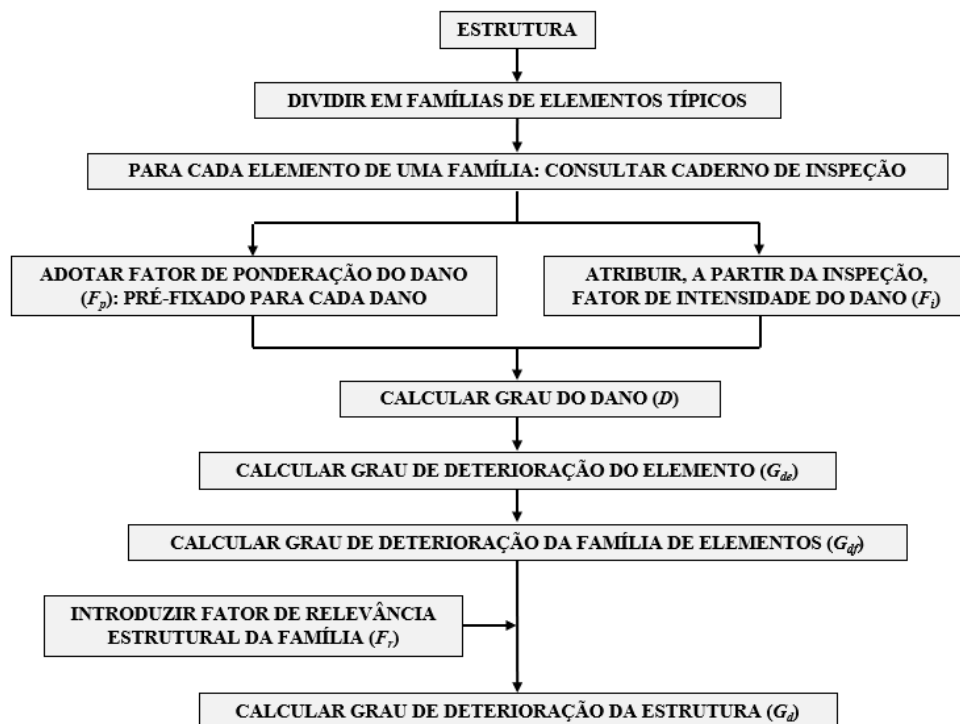 ESTRUTURA
DIVIDIR EM FAMÍLIAS DE ELEMENTOS TÍPICOS
PARA CADA ELEMENTO DE UMA FAMÍLIA: CONSULTAR CADERNO DE INSPEÇÃO
ADOTAR FATOR DE PONDERAÇÃO DO DANO
(Fp): PRÉ-FIXADO PARA CADA DANO
ATRIBUIR, A PARTIR DA INSPEÇÃO,
FATOR DE INTENSIDADE DO DANO (Fi)
CALCULAR GRAU DO DANO (D)
CALCULAR GRAU DE DETERIORAÇÃO DO ELEMENTO (Gde)
CALCULAR GRAU DE DETERIORAÇÃO DA FAMÍLIA DE ELEMENTOS (Gdf)
INTRODUZIR FATOR DE RELEVÂNCIA
ESTRUTURAL DA FAMÍLIA (Fr)
CALCULAR GRAU DE DETERIORAÇÃO DA ESTRUTURA (Gd)